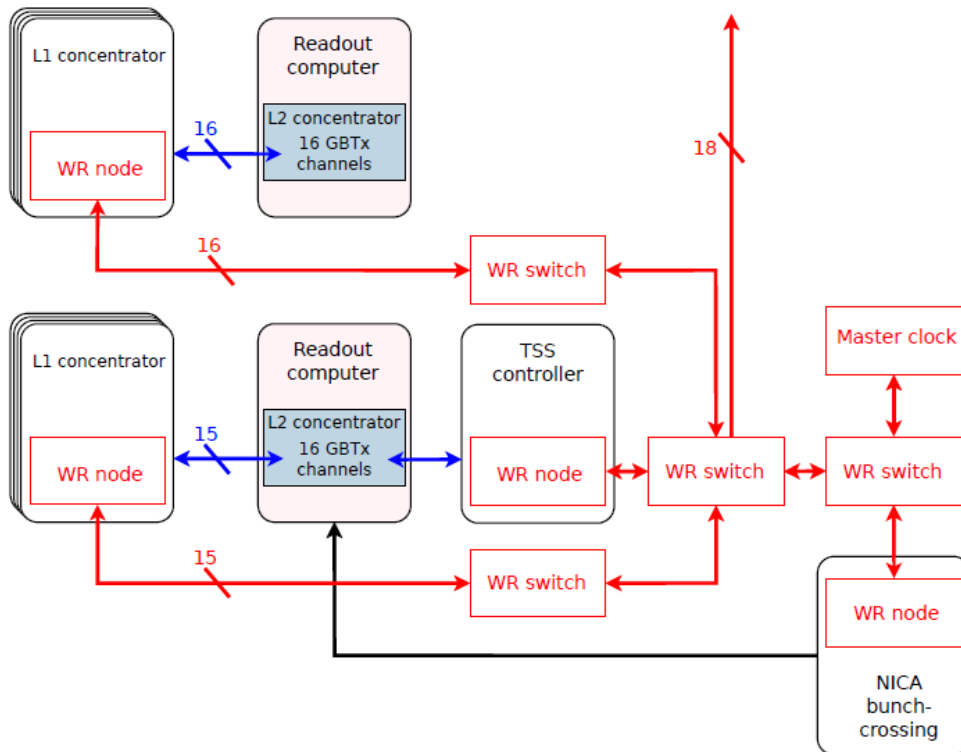 L1 concentrator
WR node
16
Readout
computer
L2 concentrator
16 GBTx
channels
18
16
WR switch
L1 concentrator
WR node
15
Readout
computer
L2 concentrator
16 GBTx
channels
TSS
controller
WR node
WR switch
Master clock
WR switch
15
WR switch
WR node
NICA
bunch-
crossing